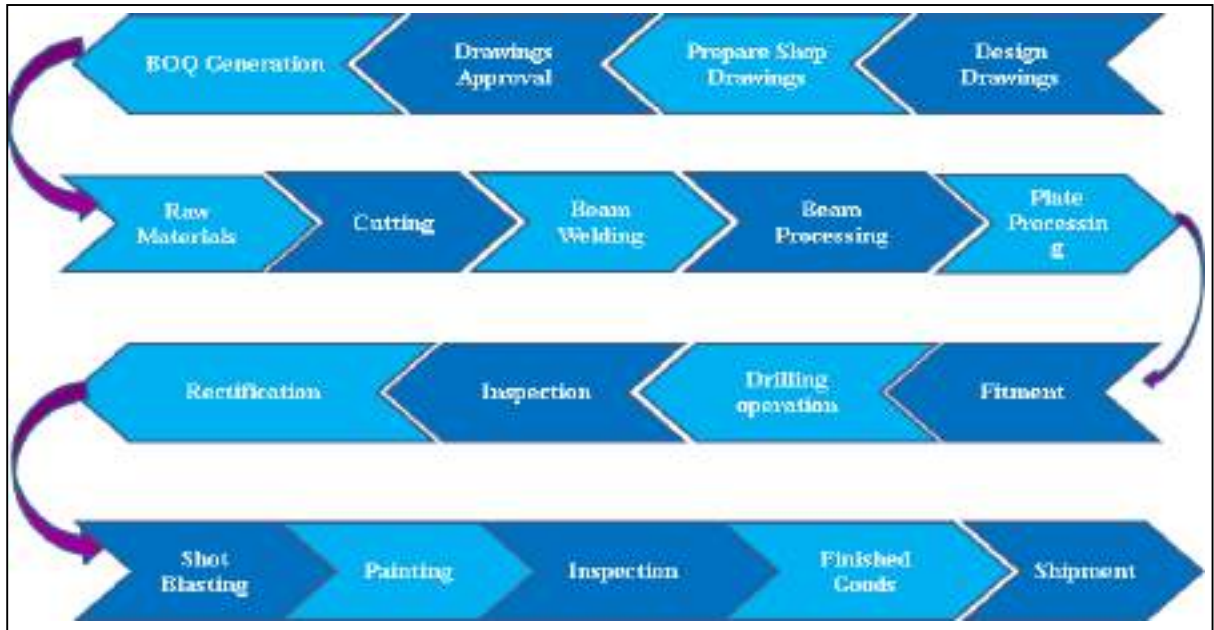 BOQ Generation
Drawings
Approval
Prepare Shop
Drawings
Design
Drawings
Raw
Materials
Cutting
Beam
Welding
Beam
Processing
Plate
Processin
g
Rectification
Inspection
Drilling
operation
Fitment
Shot
Blasting
Painting
Inspection
Finished
Goods
Shipment